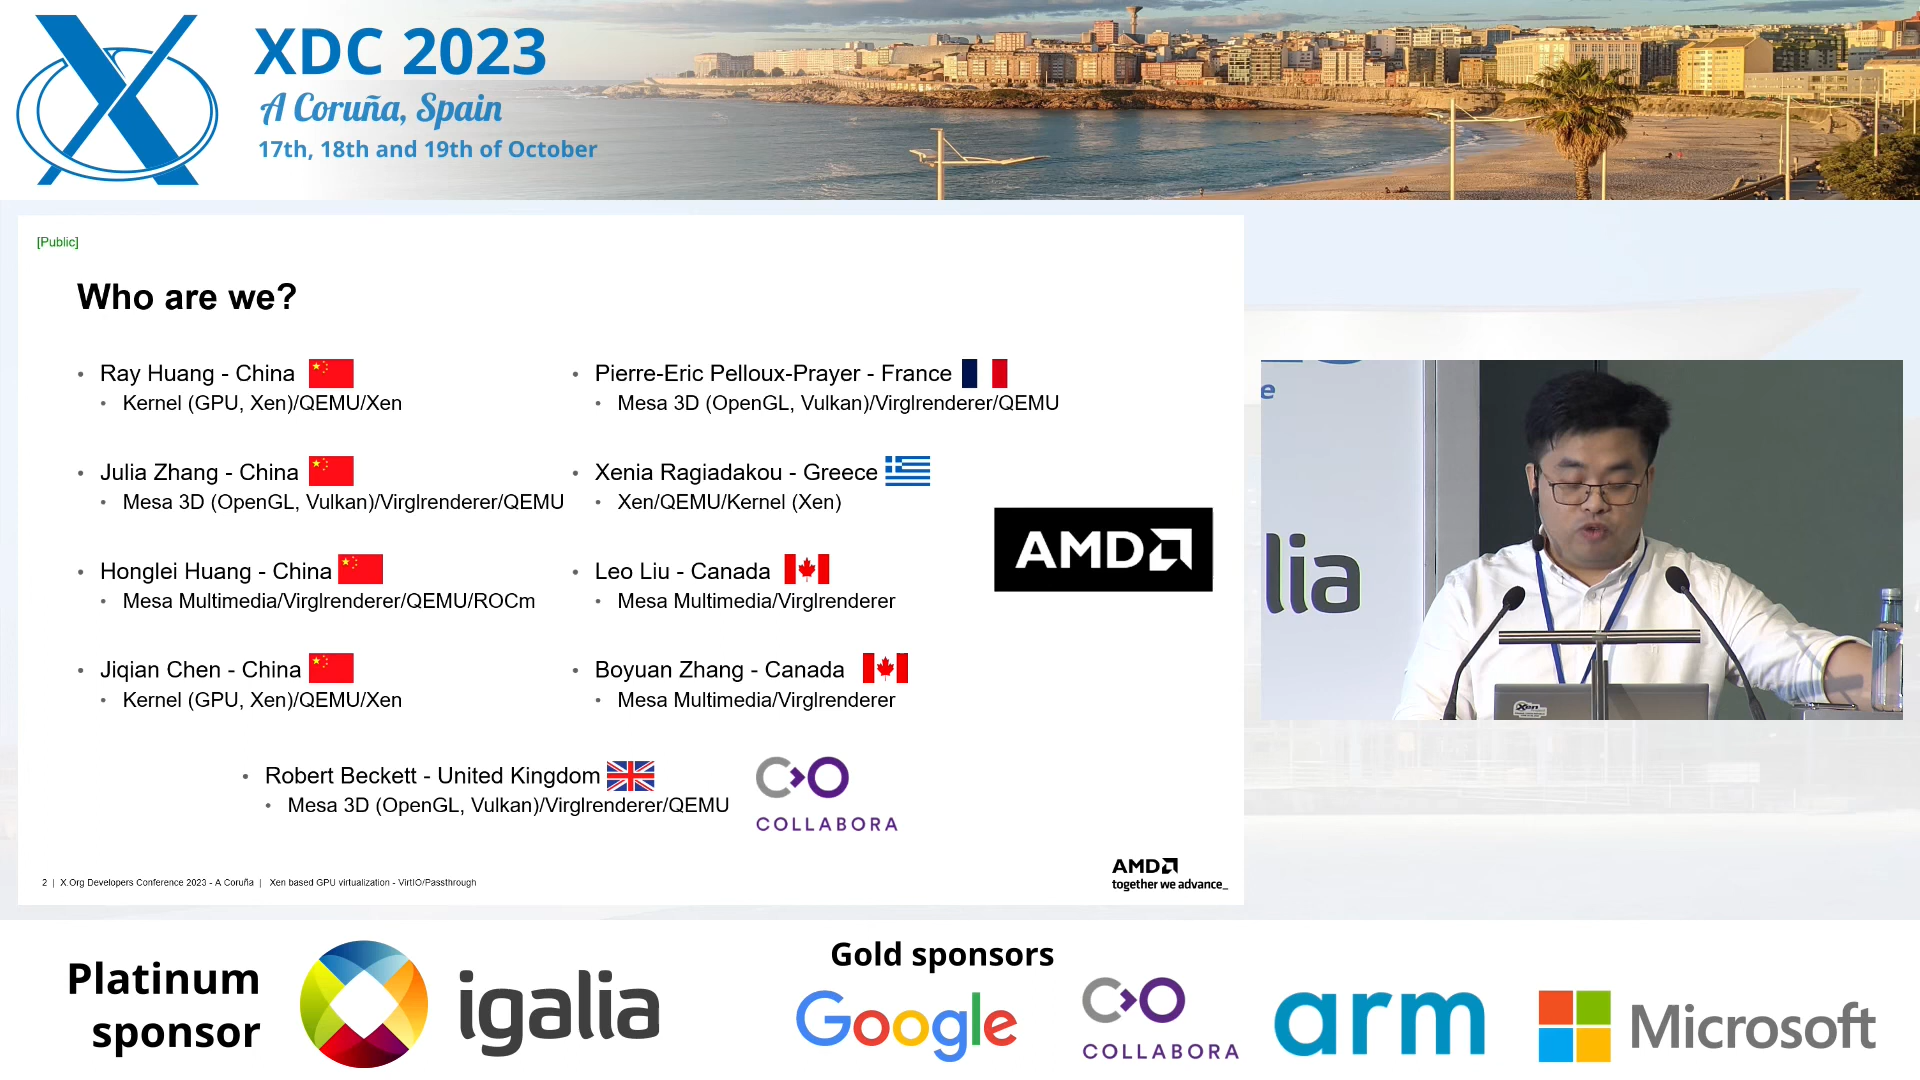 XDC 2023
A Coruña, Spain
17th, 18th and 19th of October
[Public]
Who are we?
• Ray Huang - China
• Kernel (GPU, Xen)/QEMU/Xen
• Julia Zhang - China
• Mesa 3D (OpenGL, Vulkan)/Virglrenderer/QEMU
• Honglei Huang - China
• Mesa Multimedia/Virglrenderer/QEMU/ROCm
• Jiqian Chen - China
• Kernel (GPU, Xen)/QEMU/Xen
• Pierre-Eric Pelloux-Prayer - France
• Mesa 3D (OpenGL, Vulkan)/Virglrenderer/QEMU
• Xenia Ragiadakou - Greece
• Xen/QEMU/Kernel (Xen)
• Leo Liu - Canada
• Mesa Multimedia/Virglrenderer
• Boyuan Zhang - Canada
• Mesa Multimedia/Virglrenderer
AMD
• Robert Beckett - United Kingdom
• Mesa 3D (OpenGL, Vulkan)/Virglrenderer/QEMU
COLLABORA
2 | X.Org Developers Conference 2023 - A Coruña | Xen based GPU virtualization - VirtIO/Passthrough
AMD
together we advance_
e
lia
Xen
Platinum
sponsor
igalia
Gold sponsors
Google
COLLABORA
arm
Microsoft